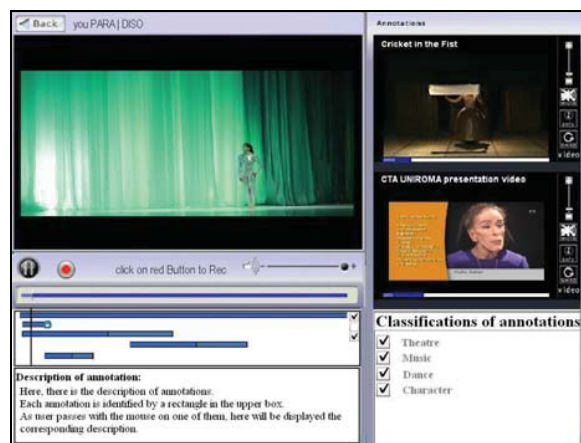 Back
you PARA | DISO
click on red Button to Rec
Description of annotation:
Here, there is the description of annotations.
Each annotation is identified by a rectangle in the upper box.
As user passes with the mouse on one of them, here will be displayed the
corresponding description.
Annotations
Cricket in the Fist
video
CTA UNIROMA presentation video
video
Classifications of annotations
Theatre
Music
Dance
Character